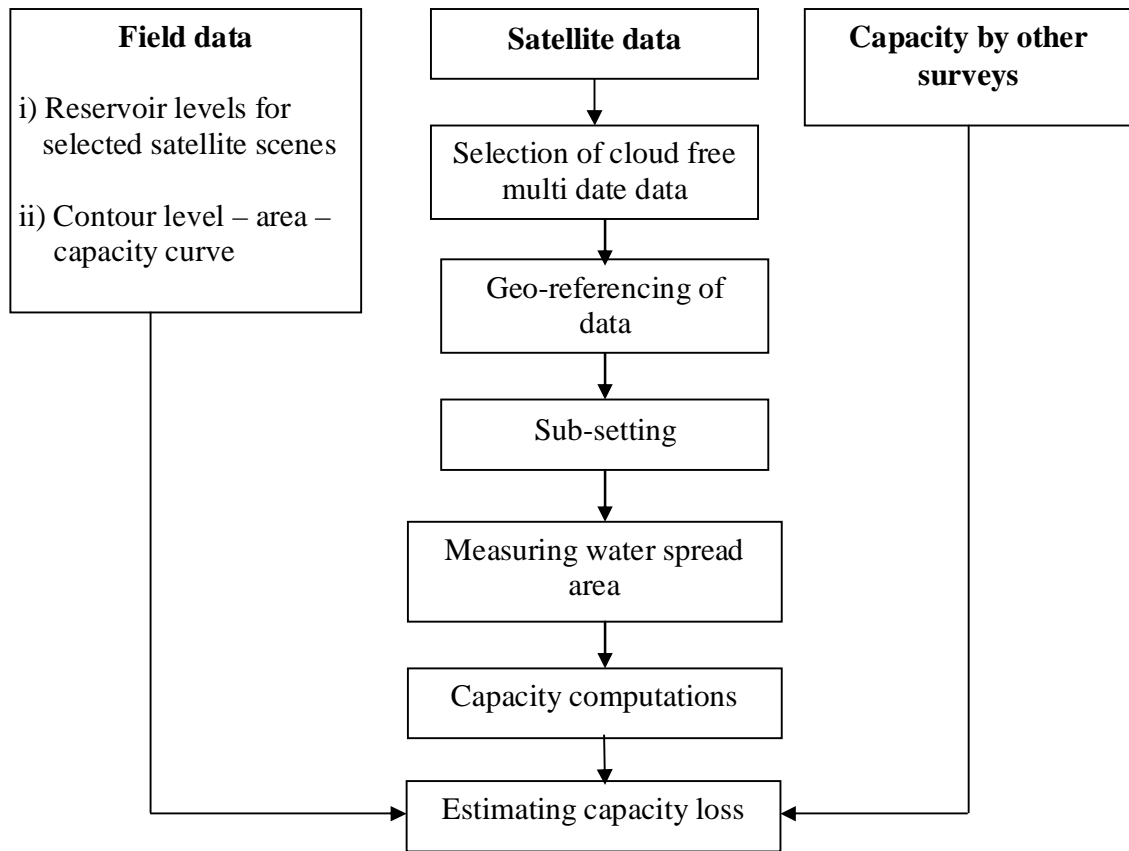 Field data
i) Reservoir levels for
selected satellite scenes
ii) Contour level – area –
capacity curve
Satellite data
Selection of cloud free
multi date data
Geo-referencing of
data
Sub-setting
Measuring water spread
area
Capacity computations
Estimating capacity loss
Capacity by other
surveys